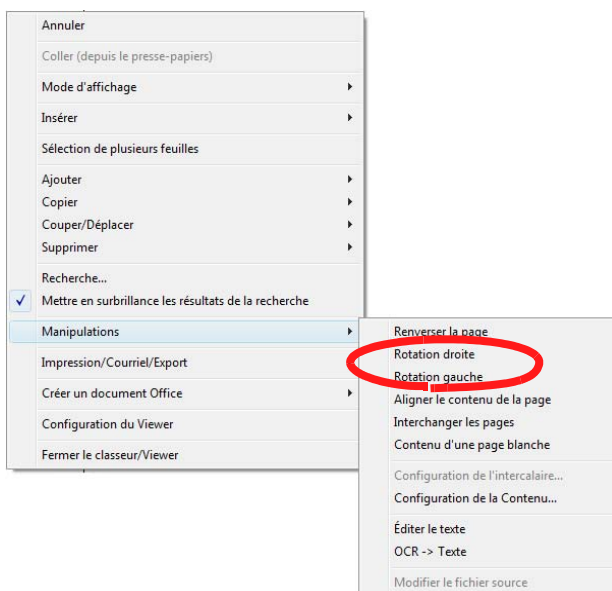 Annuler
Coller (depuis le presse-papiers)
Mode d'affichage
Insérer
Sélection de plusieurs feuilles
Ajouter
Copier
Couper/Déplacer
Supprimer
Recherche...
Mettre en surbrillance les résultats de la recherche
Manipulations
Impression/Courriel/Export
Créer un document Office
Configuration du Viewer
Fermer le classeur/Viewer
Renverser la page
Rotation droite
Rotation gauche
Aligner le contenu de la page
Interchanger les pages
Contenu d'une page blanche
Configuration de l'intercalaire...
Configuration de la Contenu...
Éditer le texte
OCR -> Texte
Modifier le fichier source